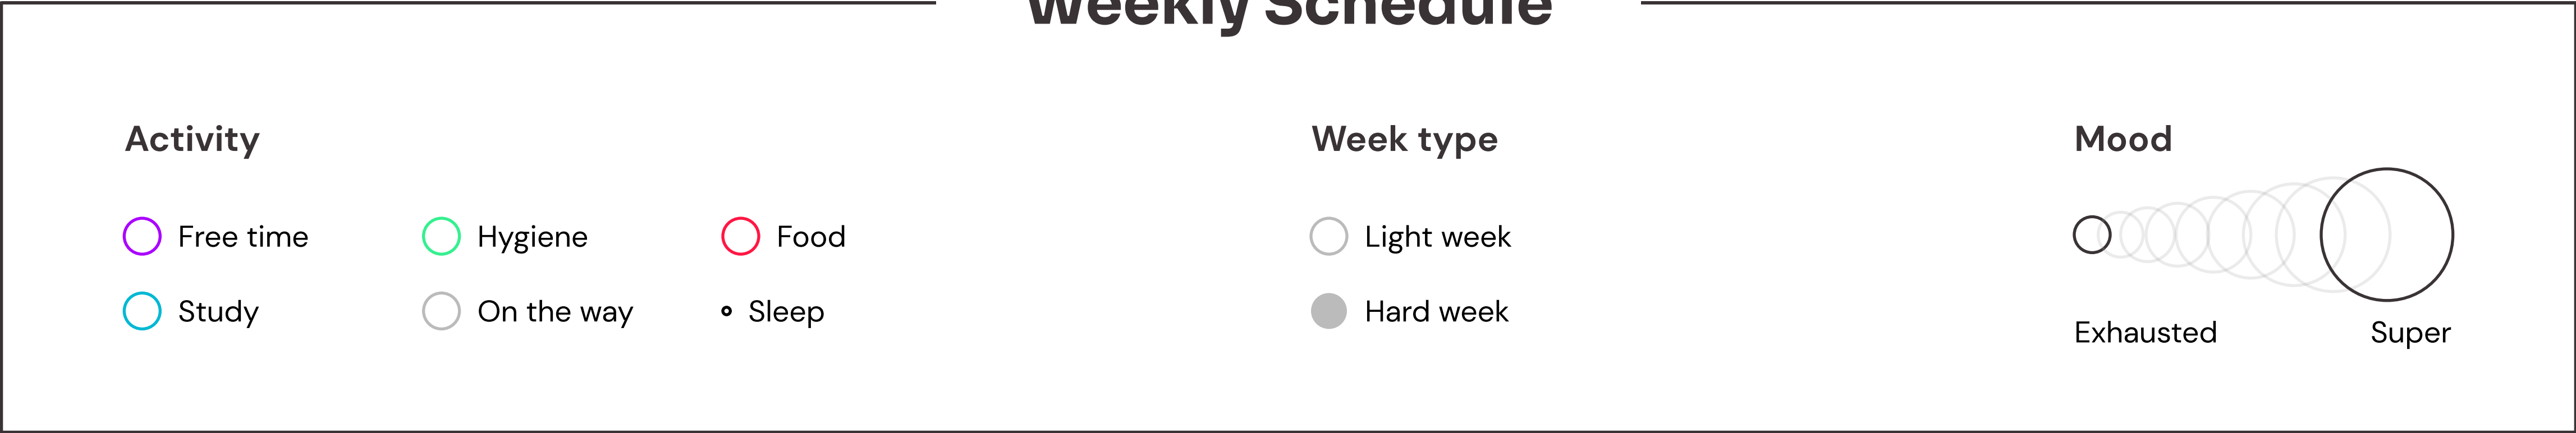 Weekly Schedule
Activity
Free time
Hygiene
Food
Study
On the way
Sleep
Week type
Light week
Hard week
Mood
Exhausted
Super